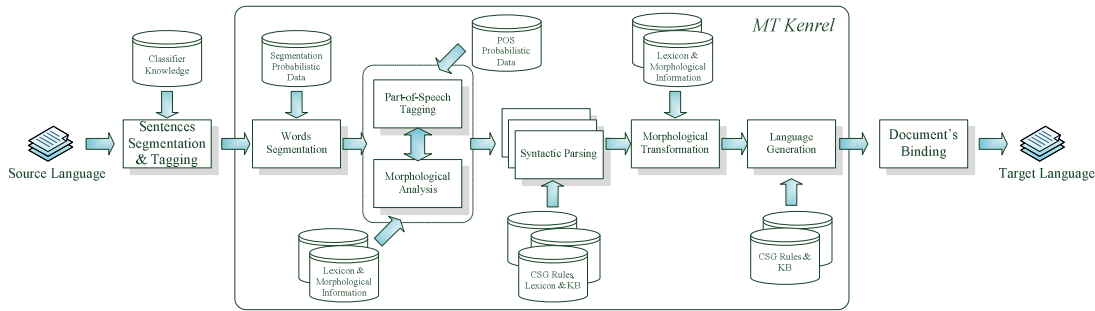 MT Kenrel
Classifier
Knowledge
Segmentation
Probabilistic
Data
POS
Probabilistic
Data
Lexicon &
Morphological
Information
Source Language
Sentences
Segmentation
& Tagging
Words
Segmentation
Part-of-Speech
Tagging
Morphological
Analysis
Syntactic Parsing
Morphological
Transformation
Language
Generation
Document's
Binding
Target Language
Lexicon &
Morphological
Information
CSG Rules,
Lexicon & KB
CSG Rules &
KB